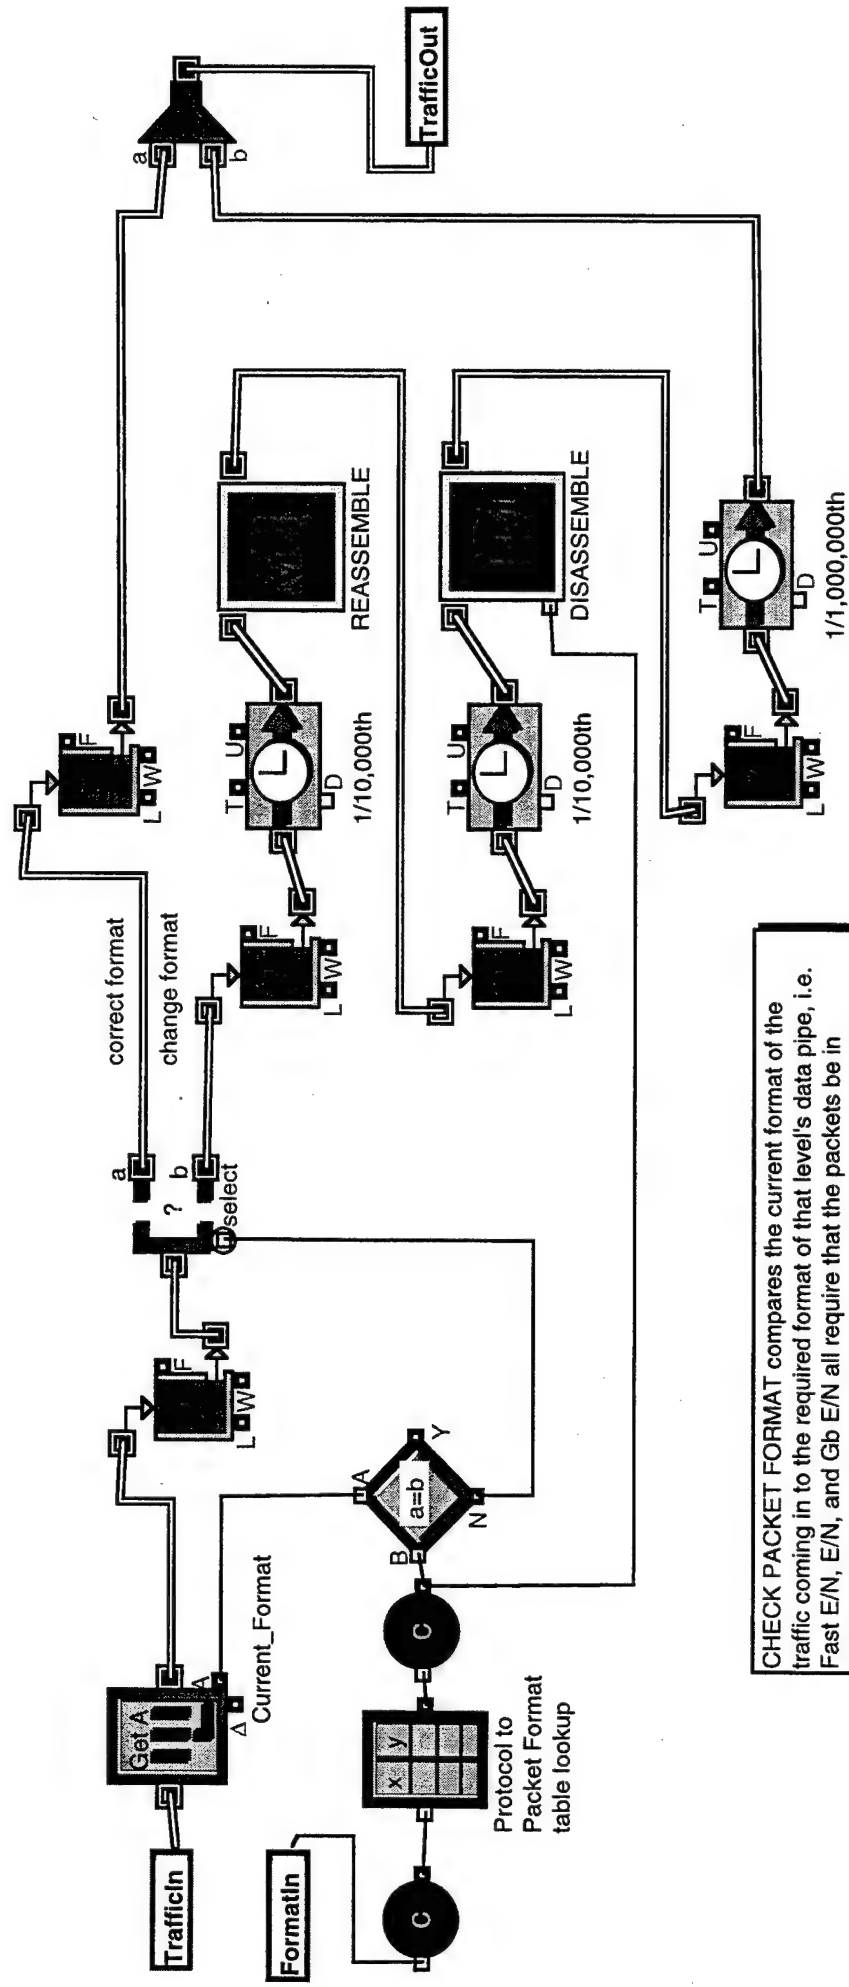 TrafficIn
Get A
A
Δ
Current_Format
L
W
F
?
a
b
select
correct format
change format
L
W
F
a
b
TrafficOut
FormatIn
C
x y
Protocol to
Packet Format
table lookup
C
B
A
a=b
Y
N
L
W
F
T
U
D
1/10,000th
REASSEMBLE
L
W
F
T
U
D
1/10,000th
DISASSEMBLE
L
W
F
T
U
D
1/1,000,000th
CHECK PACKET FORMAT compares the current format of the
traffic coming in to the required format of that level's data pipe, i.e.
Fast E/N, E/N, and Gb E/N all require that the packets be in